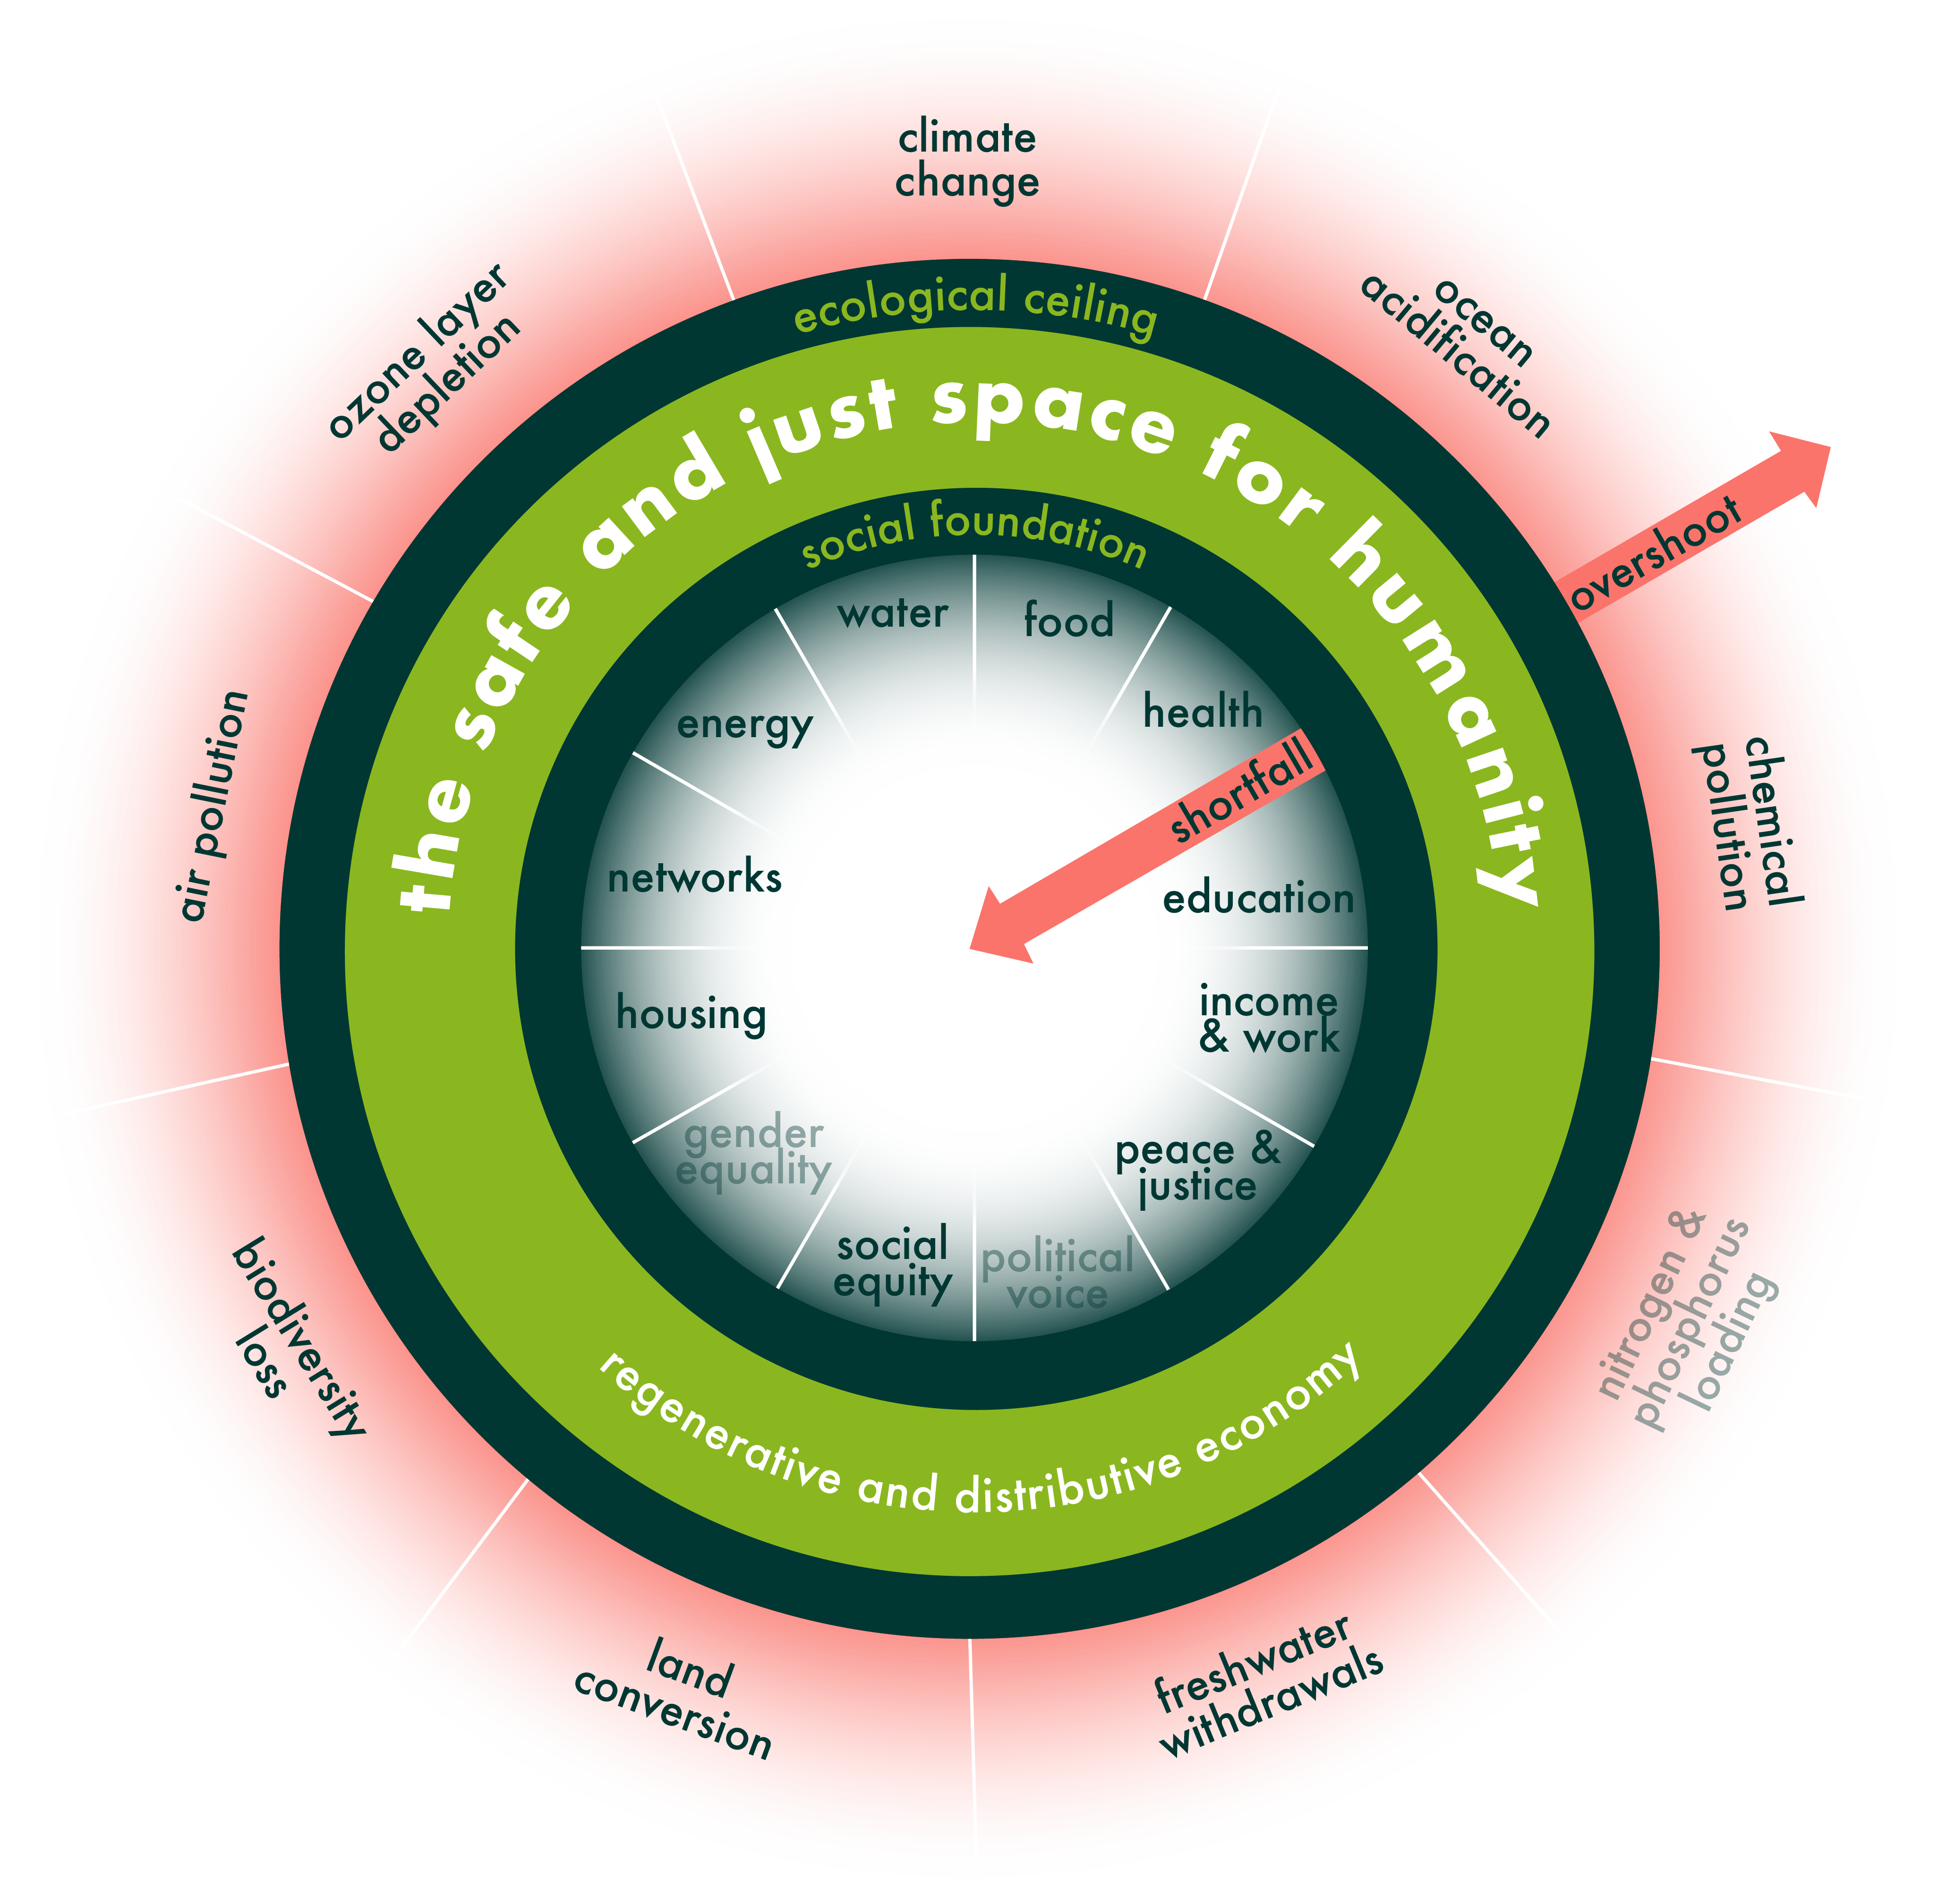 climate
change
ocean
acidification
overshoot
chemical
pollution
nitrogen &
phosphorus
loading
freshwater
withdrawals
land
conversion
biodiversity
loss
air pollution
ozone layer
depletion
ecological ceiling
the safe and just space for humanity
social foundation
water
food
health
shortfall
education
income
& work
peace &
justice
political
voice
social
equity
gender
equality
housing
networks
energy
regenerative and distributive economy